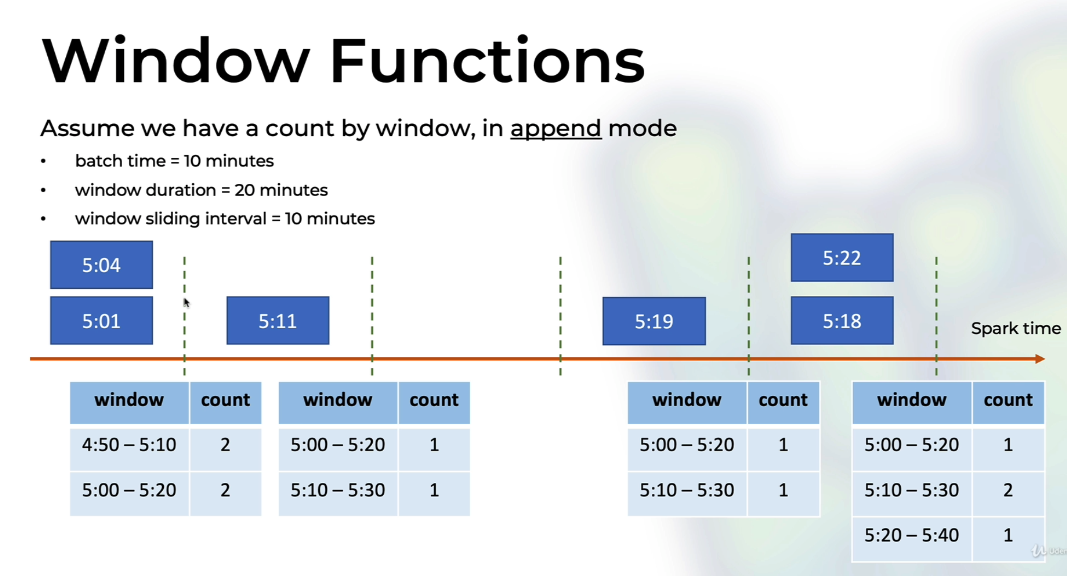 Window Functions
Assume we have a count by window, in append mode
• batch time = 10 minutes
• window duration = 20 minutes
• window sliding interval = 10 minutes
5:04
5:22
5:01
5:11
5:19
5:18
Spark time
window count
4:50 – 5:10 2
5:00 – 5:20 2
window count
5:00 – 5:20 1
5:10 – 5:30 1
window count
5:00 – 5:20 1
5:10 – 5:30 1
window count
5:00 – 5:20 1
5:10 – 5:30 2
5:20 – 5:40 1